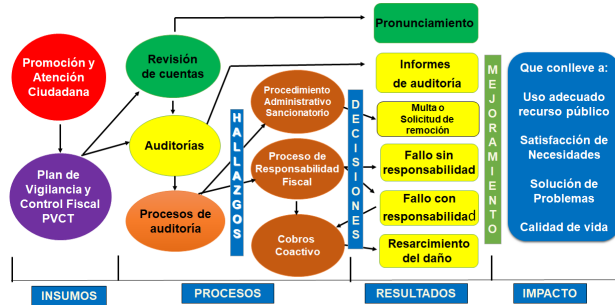 Promoción y
Atención
Ciudadana
Plan de
Vigilancia y
Control Fiscal
PVCT
Revisión
de cuentas
Auditorías
Procesos de
auditoría
HALLAZGOS
Procedimiento
Administrativo
Sancionatorio
Proceso de
Responsabilidad
Fiscal
Cobros
Coactivo
DECISIONES
Pronunciamiento
Informes
de auditoría
Multa o
Solicitud de
remoción
Fallo sin
responsabilidad
Fallo con
responsabilidad
Resarcimiento
del daño
MEJORAMIENTO
Que conlleve a:
Uso adecuado
recurso público
Satisfacción de
Necesidades
Solución de
Problemas
Calidad de vida
INSUMOS
PROCESOS
RESULTADOS
IMPACTO